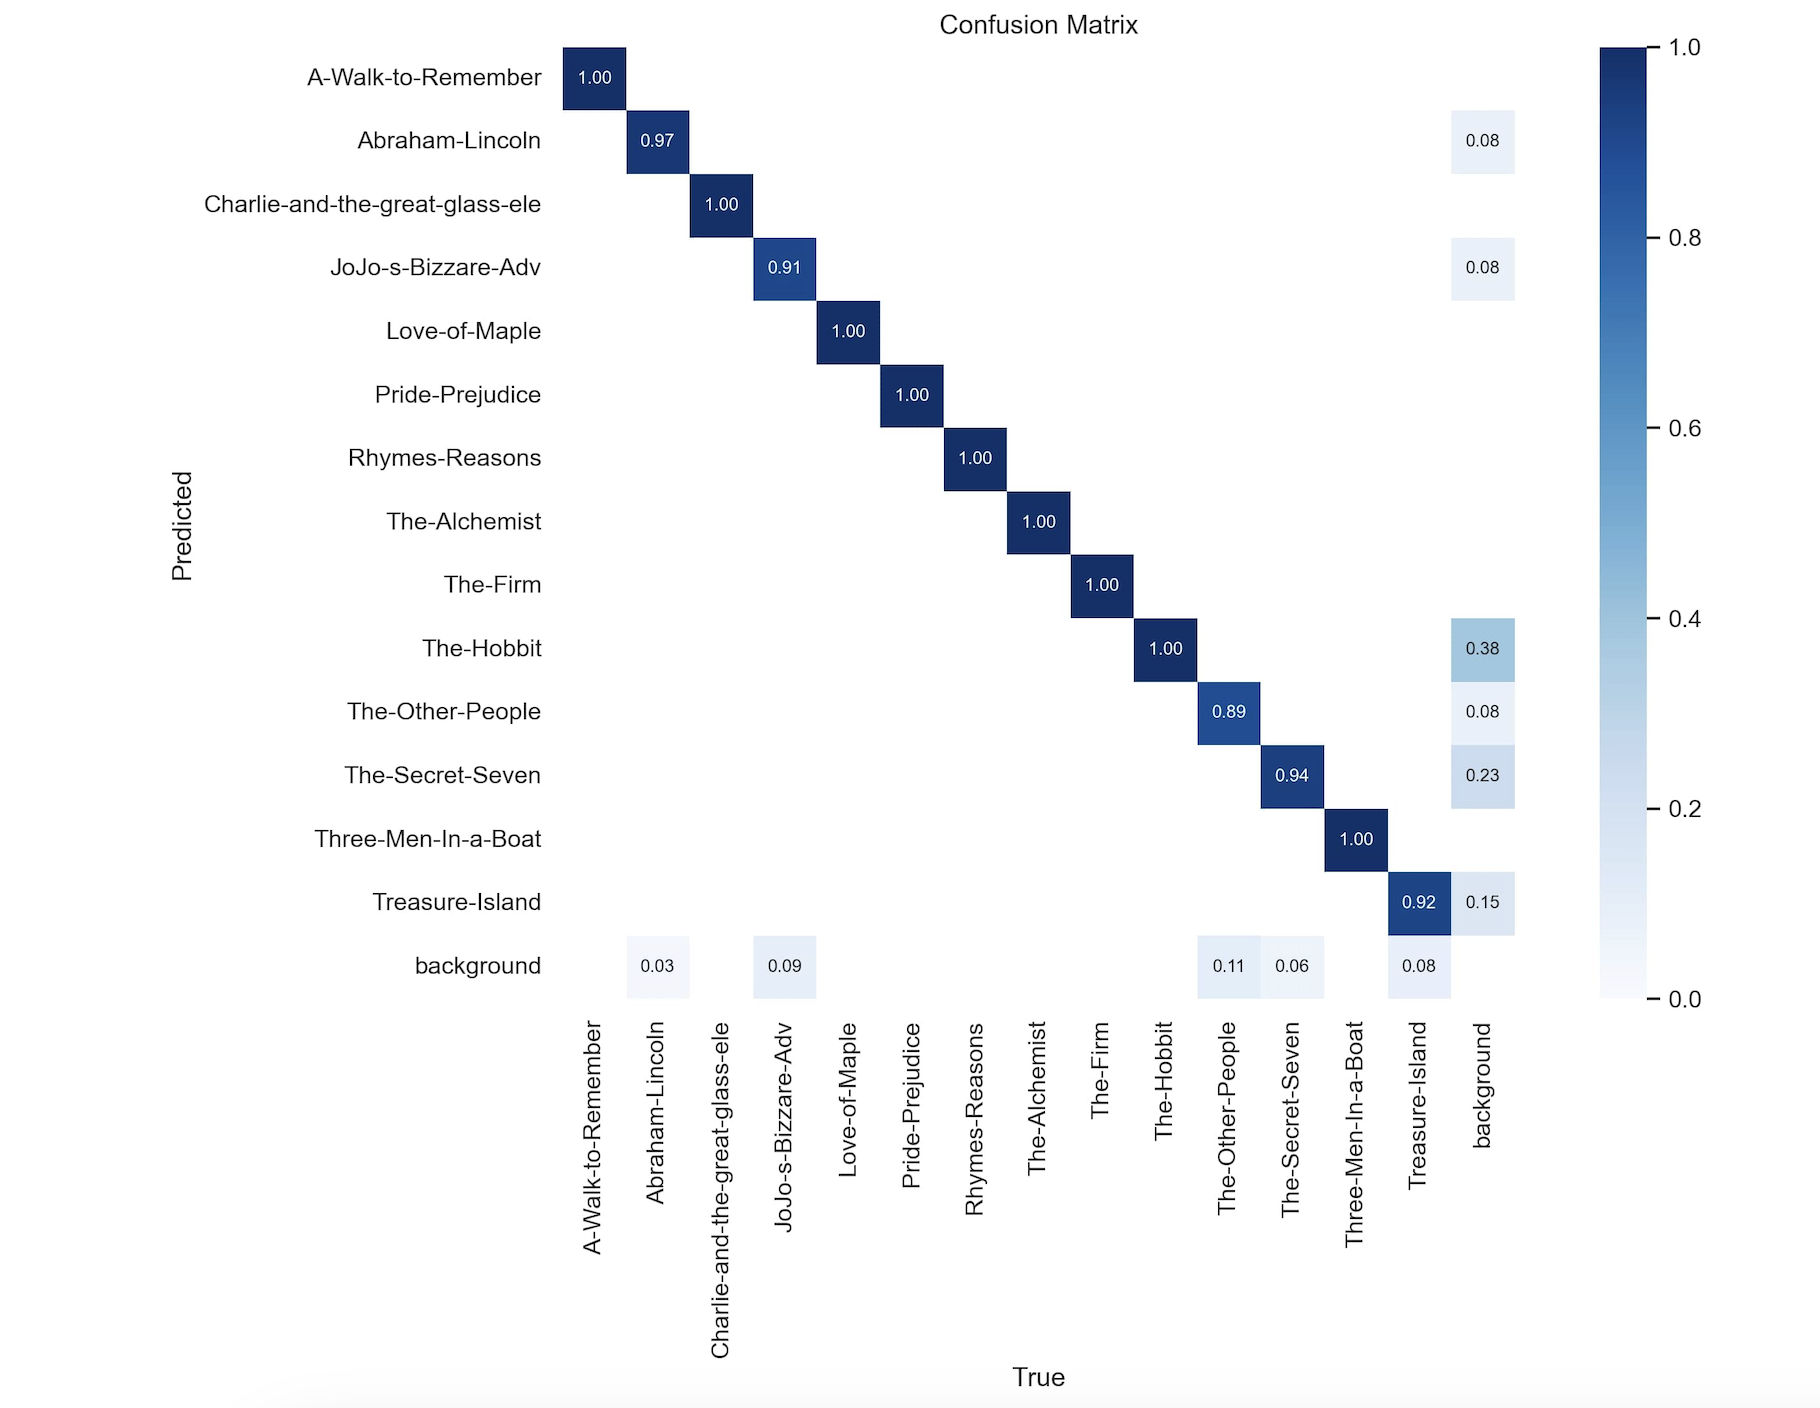 Confusion Matrix
A-Walk-to-Remember 1.00 1.0
Abraham-Lincoln 0.97 0.08
Charlie-and-the-great-glass-ele 1.00
0.8
JoJo-s-Bizzare-Adv 0.91 0.08
Love-of-Maple 1.00
Pride-Prejudice 1.00
0.6
Rhymes-Reasons 1.00
Predicted
The-Alchemist 1.00
The-Firm 1.00
0.4
The-Hobbit 1.00 0.38
The-Other-People 0.89 0.08
The-Secret-Seven 0.94 0.23
0.2
Three-Men-In-a-Boat 1.00
Treasure-Island 0.92 0.15
background 0.03 0.09 0.11 0.06 0.08
0.0
A-Walk-to-Remember
Abraham-Lincoln
Charlie-and-the-great-glass-ele
JoJo-s-Bizzare-Adv
Love-of-Maple
Pride-Prejudice
Rhymes-Reasons
The-Alchemist
The-Firm
The-Hobbit
The-Other-People
The-Secret-Seven
Three-Men-In-a-Boat
Treasure-Island
background
True